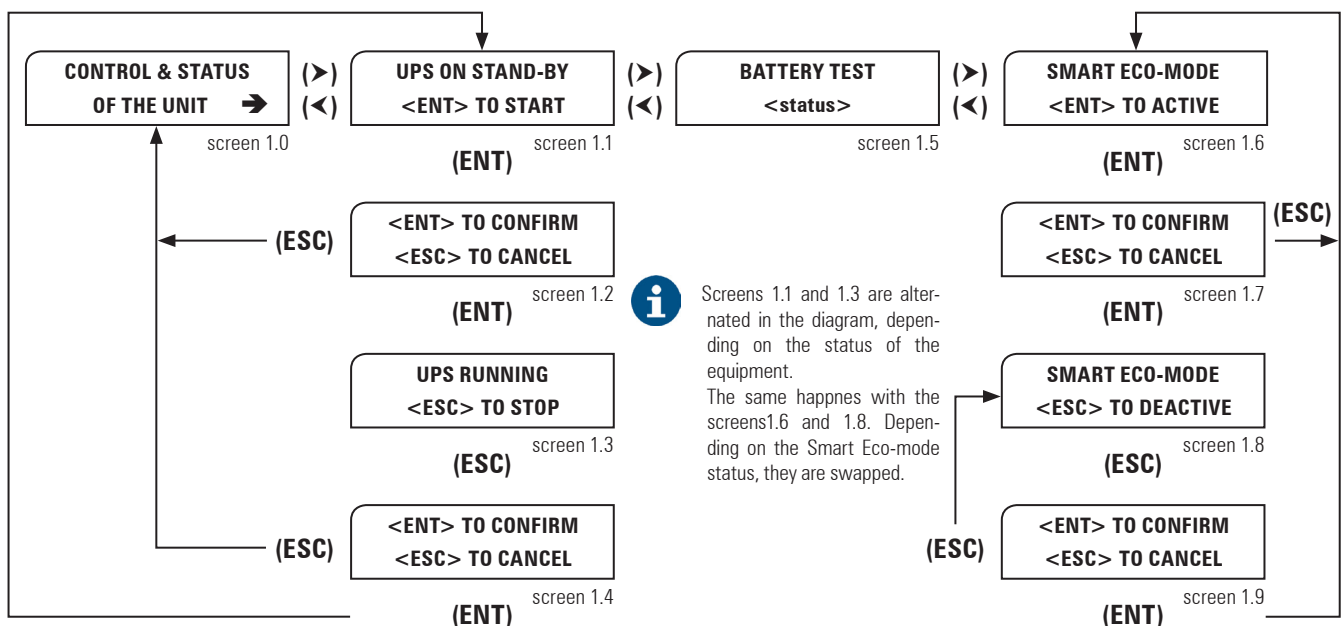 CONTROL & STATUS
OF THE UNIT ➔
screen 1.0
(>)
(<)
UPS ON STAND-BY
<ENT> TO START
screen 1.1
(>)
(<)
BATTERY TEST
<status>
screen 1.5
(>)
(<)
SMART ECO-MODE
<ENT> TO ACTIVE
screen 1.6
(ENT)
<ENT> TO CONFIRM
<ESC> TO CANCEL
screen 1.2
(ESC)
(ENT)
UPS RUNNING
<ESC> TO STOP
screen 1.3
(ESC)
<ENT> TO CONFIRM
<ESC> TO CANCEL
screen 1.4
(ESC)
(ENT)
i
Screens 1.1 and 1.3 are alter-
nated in the diagram, depen-
ding on the status of the
equipment.
The same happnes with the
screens1.6 and 1.8. Depen-
ding on the Smart Eco-mode
status, they are swapped.
(ENT)
<ENT> TO CONFIRM
<ESC> TO CANCEL
screen 1.7
(ESC)
SMART ECO-MODE
<ESC> TO DEACTIVE
screen 1.8
(ESC)
<ENT> TO CONFIRM
<ESC> TO CANCEL
screen 1.9
(ESC)
(ENT)